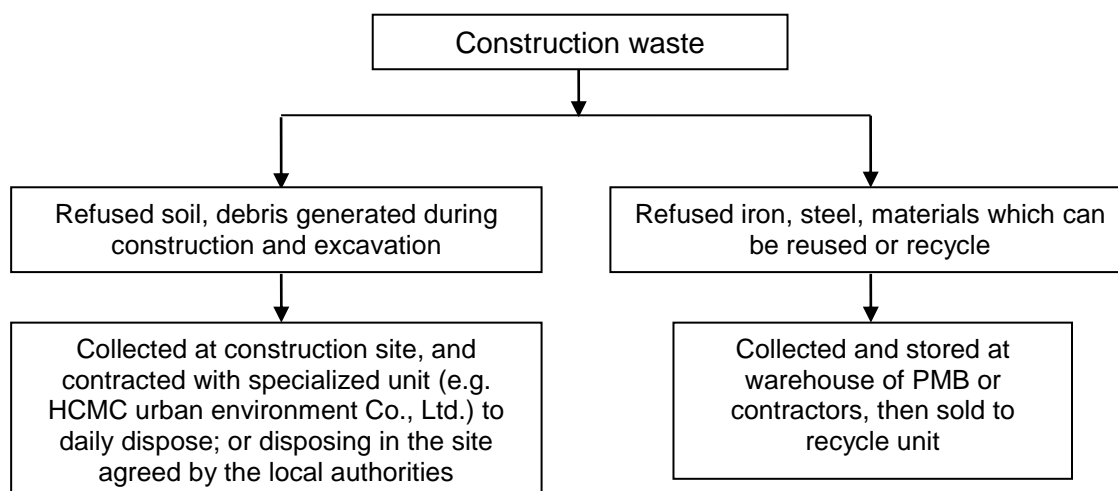 Construction waste
Refused soil, debris generated during
construction and excavation
Refused iron, steel, materials which can
be reused or recycle
Collected at construction site, and
contracted with specialized unit (e.g.
HCMC urban environment Co., Ltd.) to
daily dispose; or disposing in the site
agreed by the local authorities
Collected and stored at
warehouse of PMB or
contractors, then sold to
recycle unit